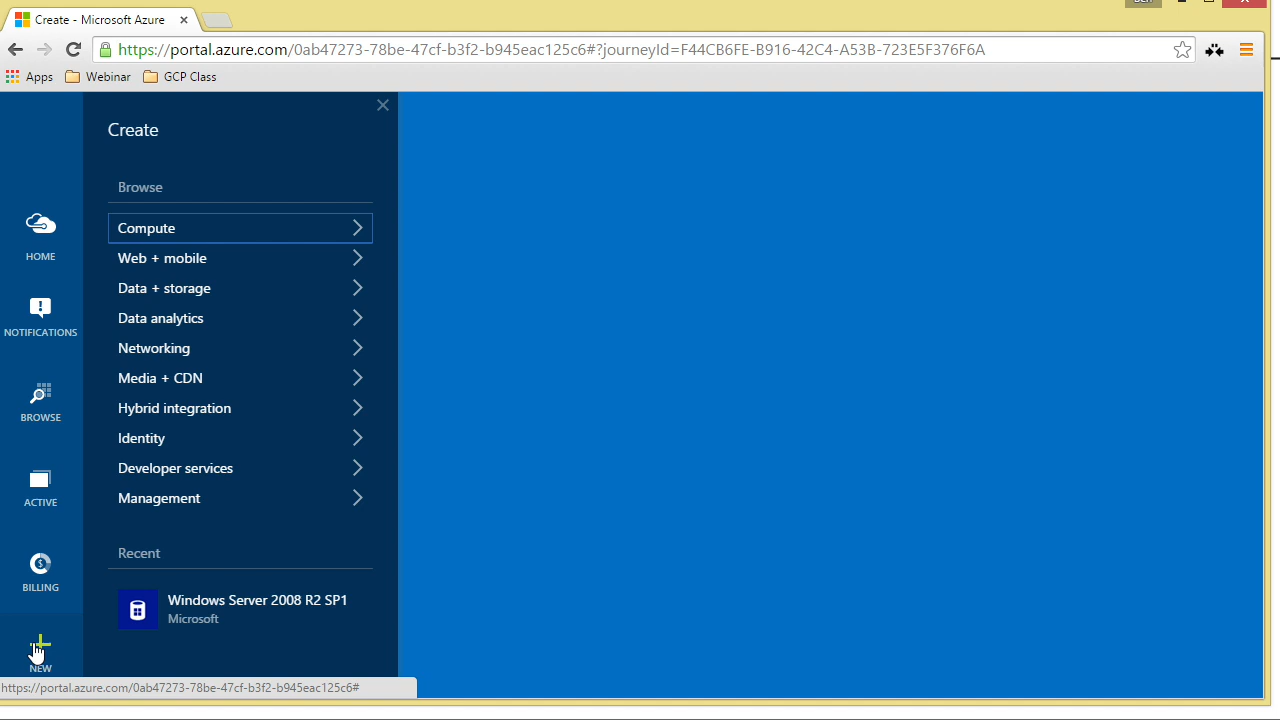 Create - Microsoft Azure
https://portal.azure.com/0ab47273-78be-47cf-b3f2-b945eac125c6#?journeyId=F44CB6FE-B916-42C4-A53B-723E5F376F6A
Apps Webinar GCP Class
Create
Browse
Compute
Web + mobile
Data + storage
Data analytics
Networking
Media + CDN
Hybrid integration
Identity
Developer services
Management
Recent
Windows Server 2008 R2 SP1
Microsoft
HOME
NOTIFICATIONS
BROWSE
ACTIVE
BILLING
NEW
https://portal.azure.com/0ab47273-78be-47cf-b3f2-b945eac125c6#